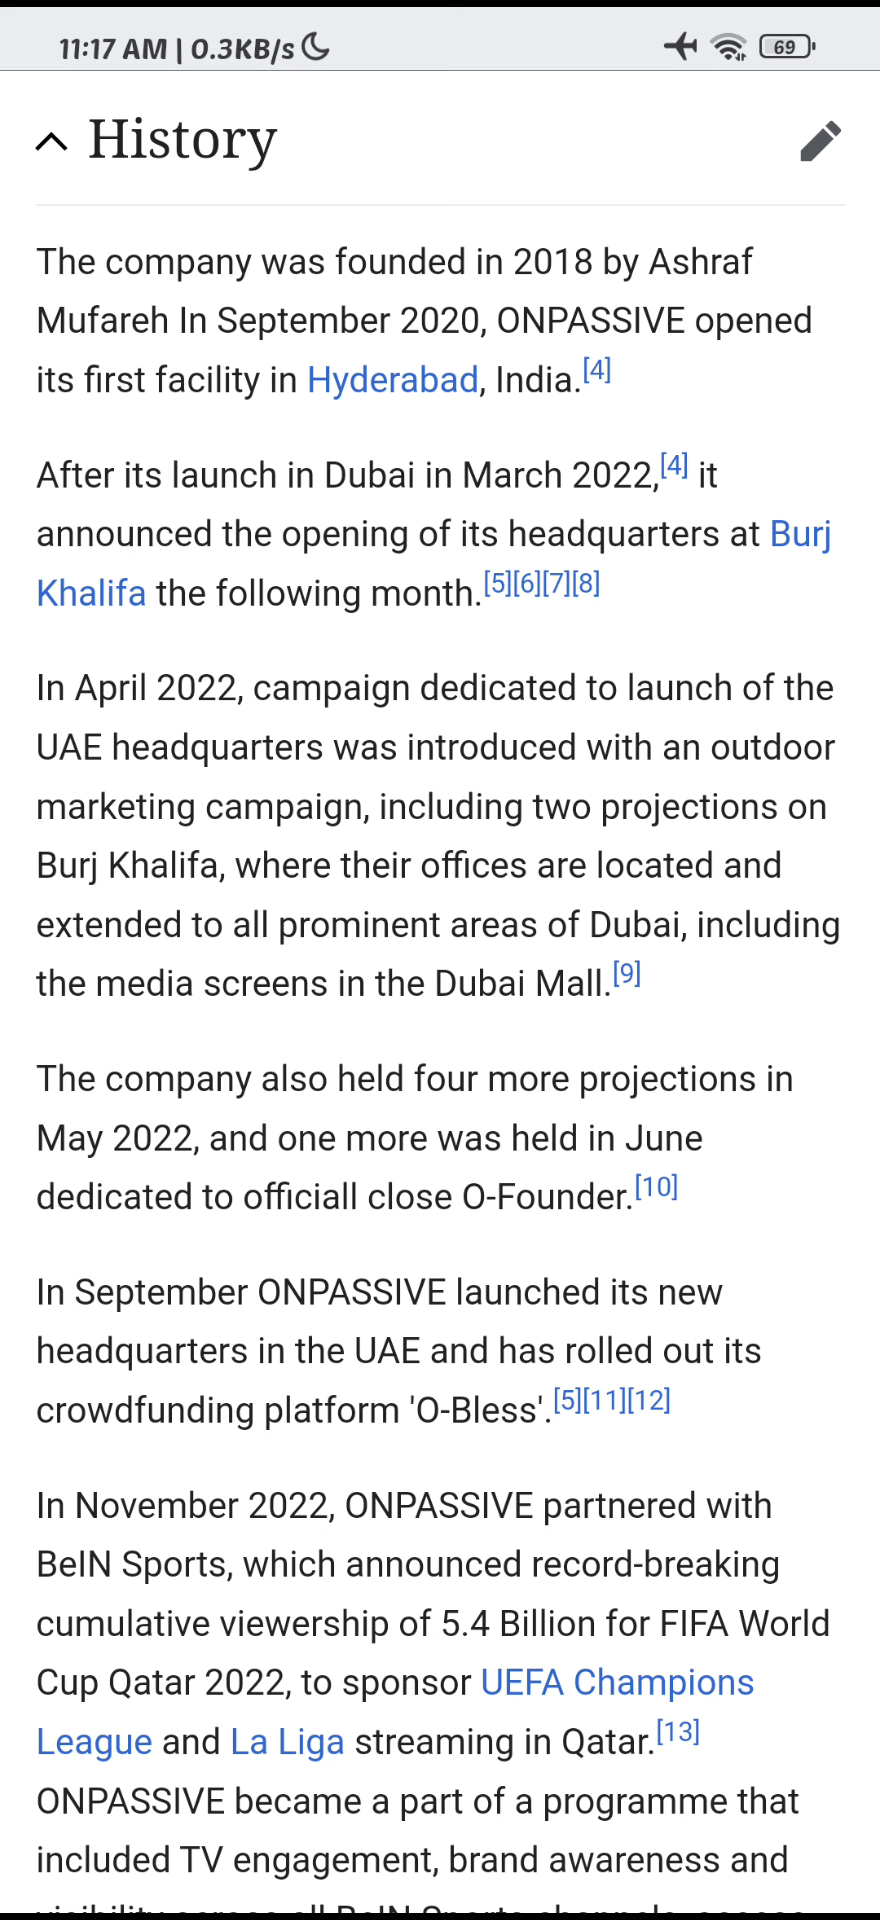 11:17 AM | 0.3KB/s
69
History
The company was founded in 2018 by Ashraf
Mufareh In September 2020, ONPASSIVE opened
its first facility in Hyderabad, India.[4]
After its launch in Dubai in March 2022,[4] it
announced the opening of its headquarters at Burj
Khalifa the following month.[5][6][7][8]
In April 2022, campaign dedicated to launch of the
UAE headquarters was introduced with an outdoor
marketing campaign, including two projections on
Burj Khalifa, where their offices are located and
extended to all prominent areas of Dubai, including
the media screens in the Dubai Mall.[9]
The company also held four more projections in
May 2022, and one more was held in June
dedicated to officiall close O-Founder.[10]
In September ONPASSIVE launched its new
headquarters in the UAE and has rolled out its
crowdfunding platform 'O-Bless'.[5][11][12]
In November 2022, ONPASSIVE partnered with
BeIN Sports, which announced record-breaking
cumulative viewership of 5.4 Billion for FIFA World
Cup Qatar 2022, to sponsor UEFA Champions
League and La Liga streaming in Qatar.[13]
ONPASSIVE became a part of a programme that
included TV engagement, brand awareness and